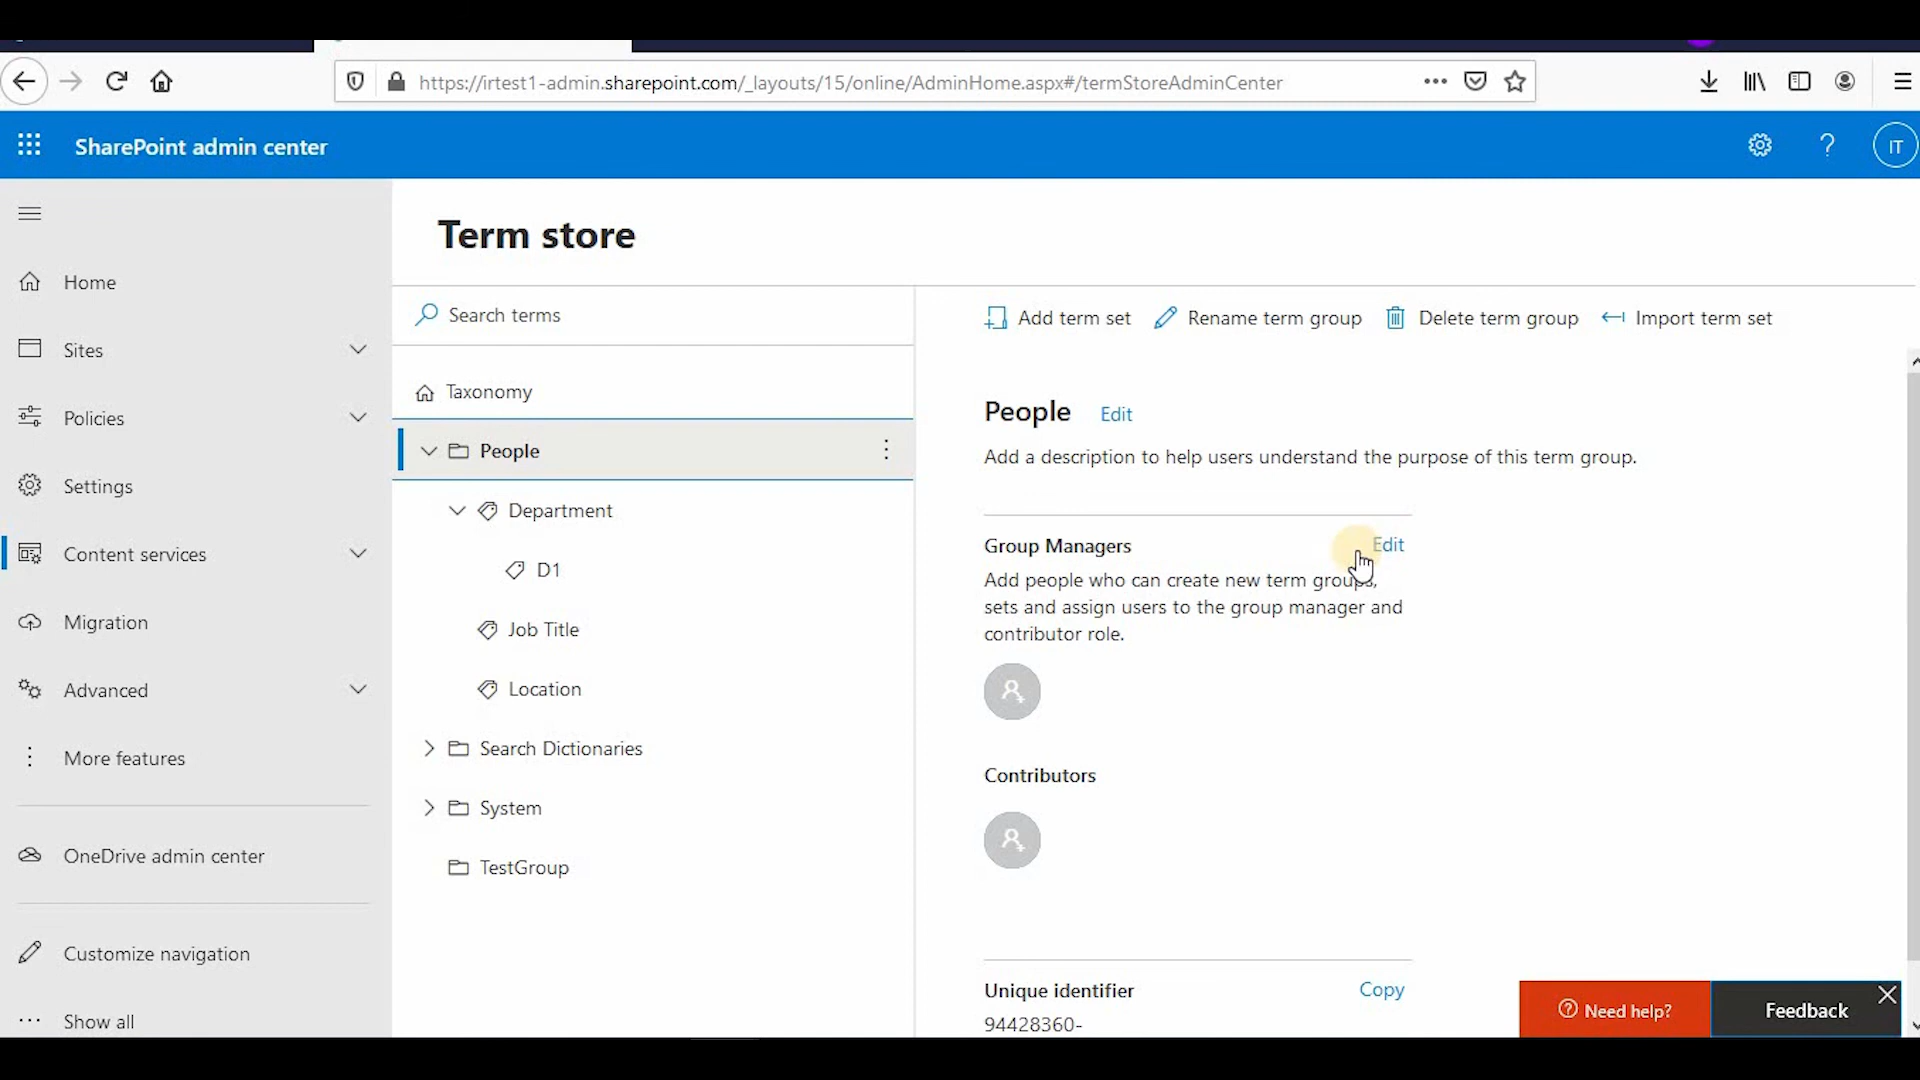 https://irtest1-admin.sharepoint.com/_layouts/15/online/AdminHome.aspx#/termStoreAdminCenter
SharePoint admin center
?
IT
Term store
Home
Sites
Policies
Settings
Content services
Migration
Advanced
More features
OneDrive admin center
Customize navigation
Show all
Search terms
Taxonomy
People
Department
D1
Job Title
Location
Search Dictionaries
System
TestGroup
Add term set
Rename term group
Delete term group
Import term set
People Edit
Add a description to help users understand the purpose of this term group.
Group Managers Edit
Add people who can create new term groups,
sets and assign users to the group manager and
contributor role.
Contributors
Unique identifier Copy
94428360-
Need help?
Feedback